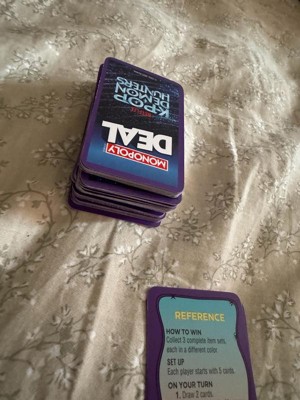 MONOPOLY
DEAL
KPOP
DEMON
HUNTERS
REFERENCE
HOW TO WIN
Collect 3 complete item sets,
each in a different color.
SET UP
Each player starts with 5 cards.
ON YOUR TURN
1. Draw 2 cards.